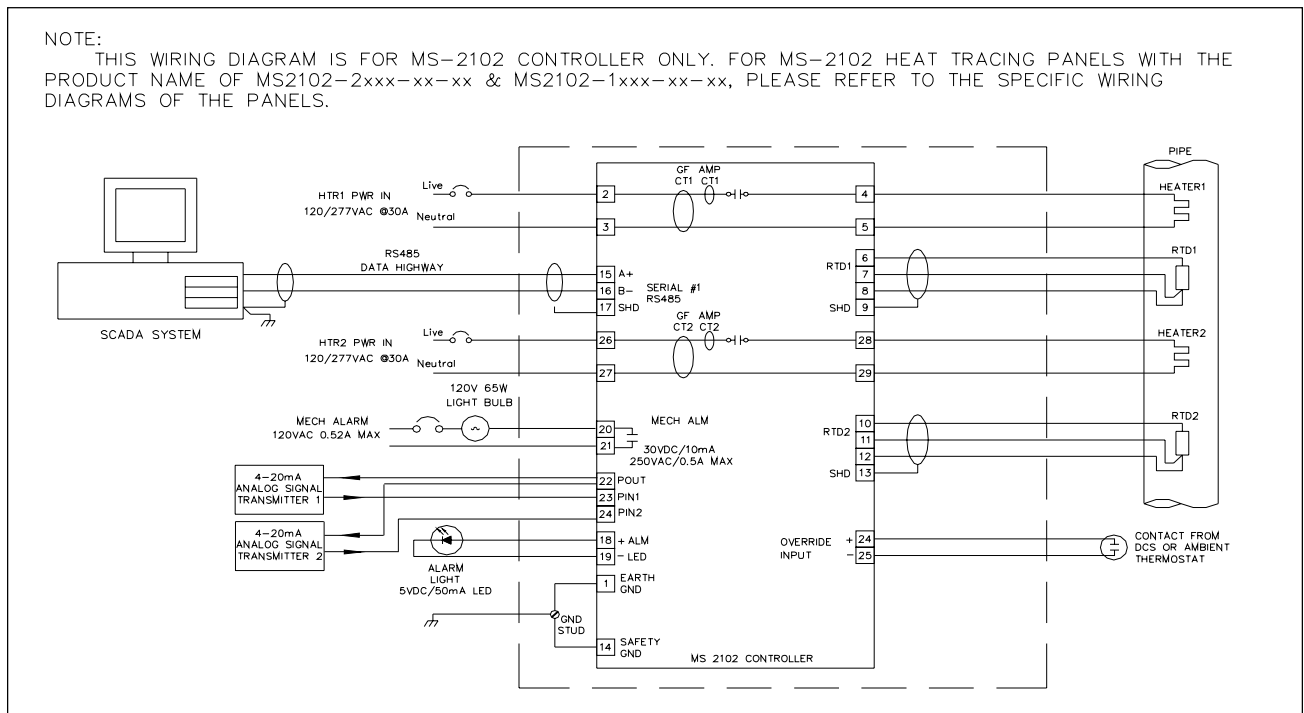 NOTE:
THIS WIRING DIAGRAM IS FOR MS-2102 CONTROLLER ONLY. FOR MS-2102 HEAT TRACING PANELS WITH THE
PRODUCT NAME OF MS2102-2xxx-xx-xx & MS2102-1xxx-xx-xx, PLEASE REFER TO THE SPECIFIC WIRING
DIAGRAMS OF THE PANELS.
SCADA SYSTEM
HTR1 PWR IN
120/277VAC @30A
Live
Neutral
RS485
DATA HIGHWAY
HTR2 PWR IN
120/277VAC @30A
Live
Neutral
120V 65W
LIGHT BULB
MECH ALARM
120VAC 0.52A MAX
4-20mA
ANALOG SIGNAL
TRANSMITTER 1
4-20mA
ANALOG SIGNAL
TRANSMITTER 2
ALARM
LIGHT
5VDC/50mA LED
GND
STUD
2
3
GF AMP
CT1 CT1
15 A+
16 B-
17 SHD
SERIAL #1
RS485
26
27
GF AMP
CT2 CT2
20
21
MECH ALM
30VDC/10mA
250VAC/0.5A MAX
22 POUT
23 PIN1
24 PIN2
18 + ALM
19 - LED
1 EARTH
GND
14 SAFETY
GND
MS 2102 CONTROLLER
4
5
RTD1
6
7
8
SHD 9
28
29
RTD2
10
11
12
SHD 13
OVERRIDE + 24
INPUT - 25
PIPE
HEATER1
RTD1
HEATER2
RTD2
CONTACT FROM
DCS OR AMBIENT
THERMOSTAT